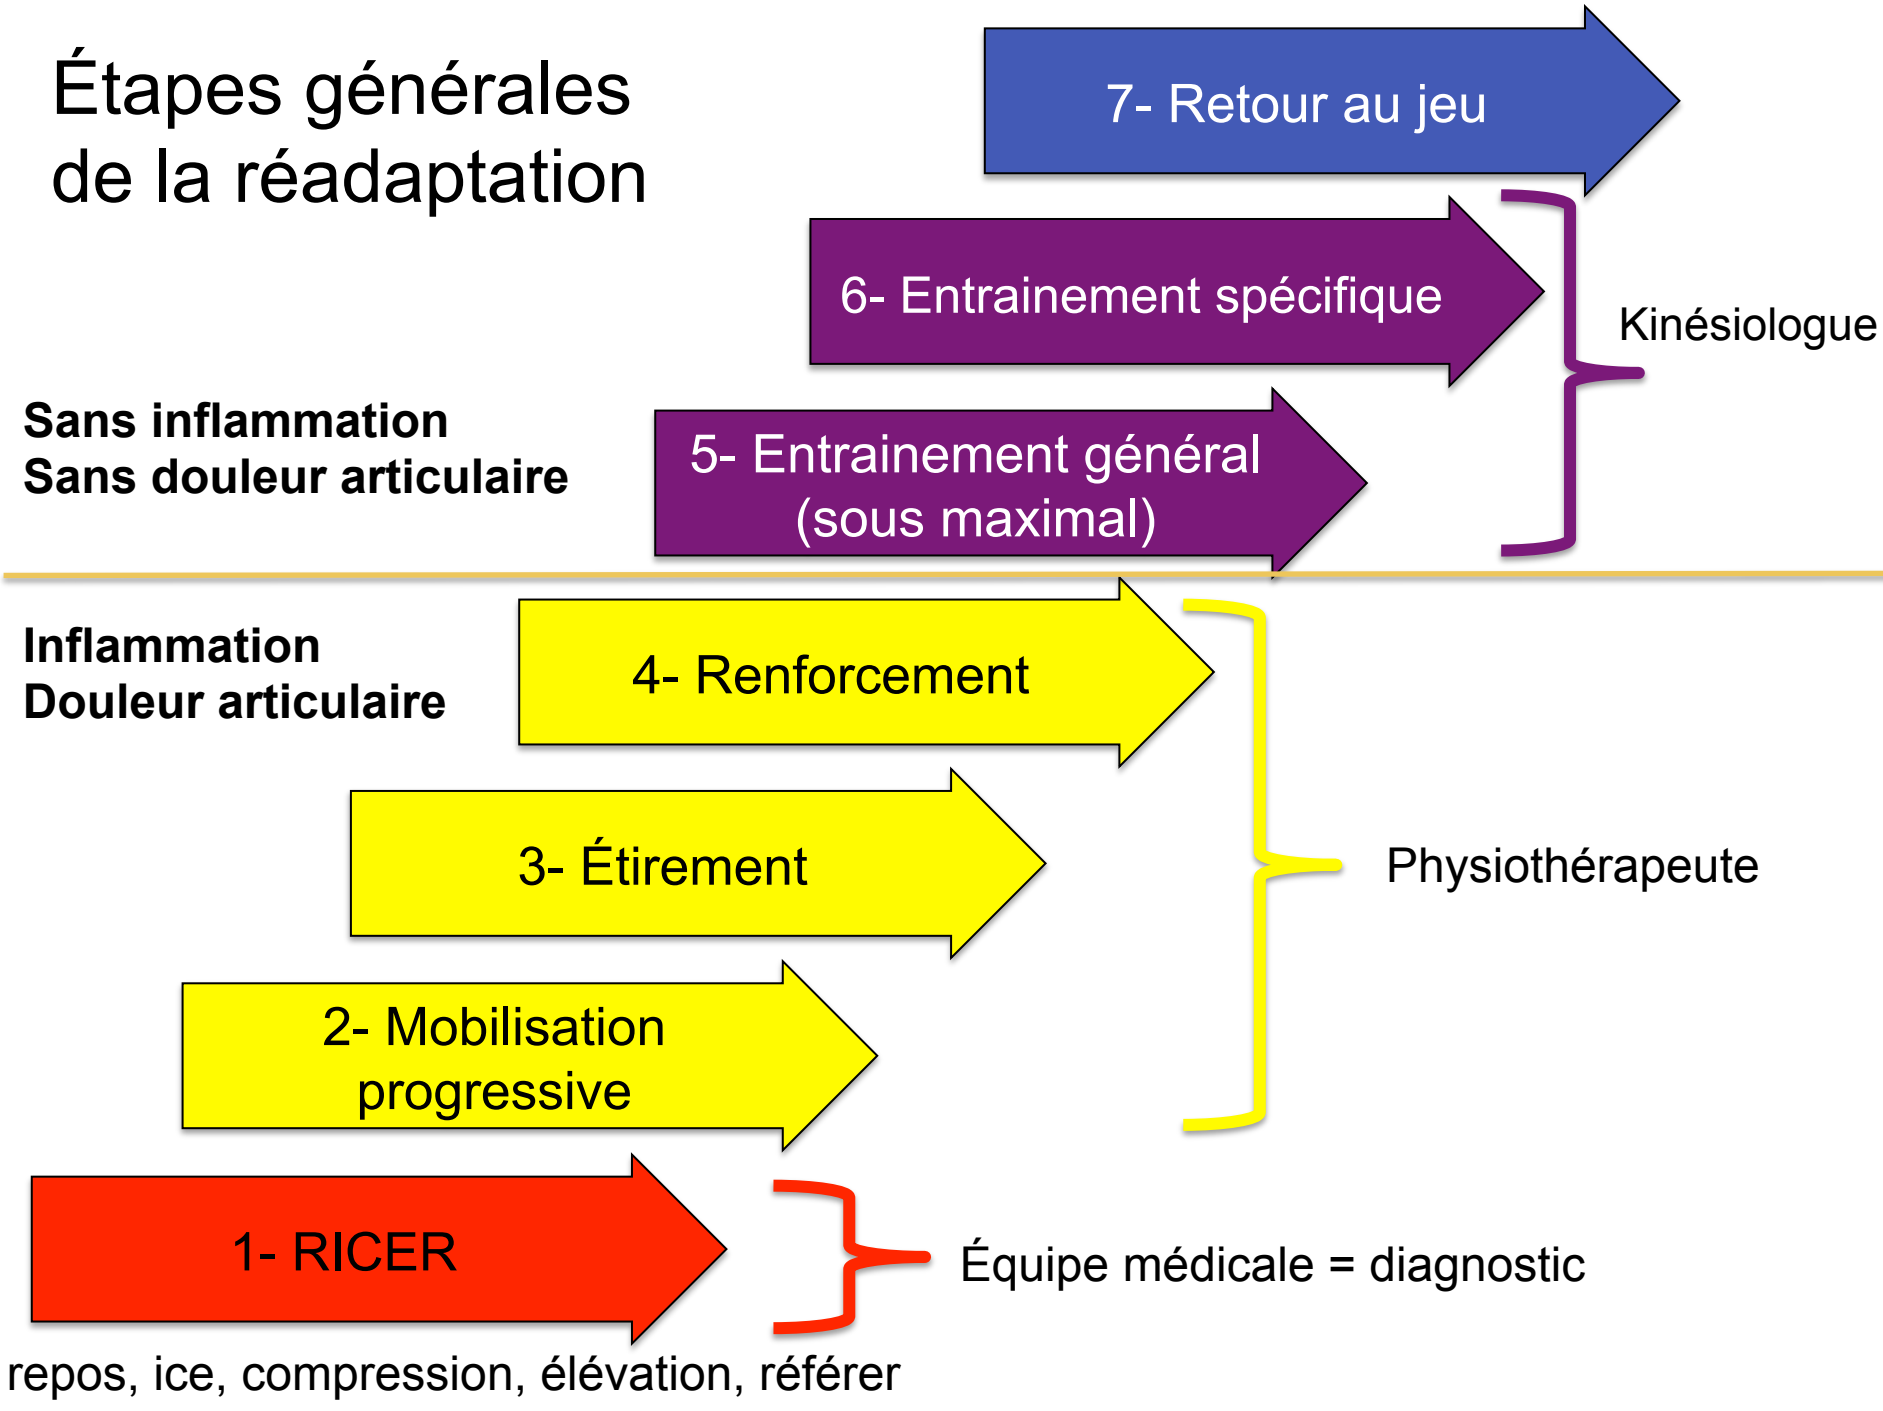 Étapes générales
de la réadaptation
7- Retour au jeu
6- Entrainement spécifique
Kinésiologue
Sans inflammation
Sans douleur articulaire
5- Entrainement général
(sous maximal)
Inflammation
Douleur articulaire
4- Renforcement
3- Étirement
Physiothérapeute
2- Mobilisation
progressive
1- RICER
Équipe médicale = diagnostic
repos, ice, compression, élévation, référer